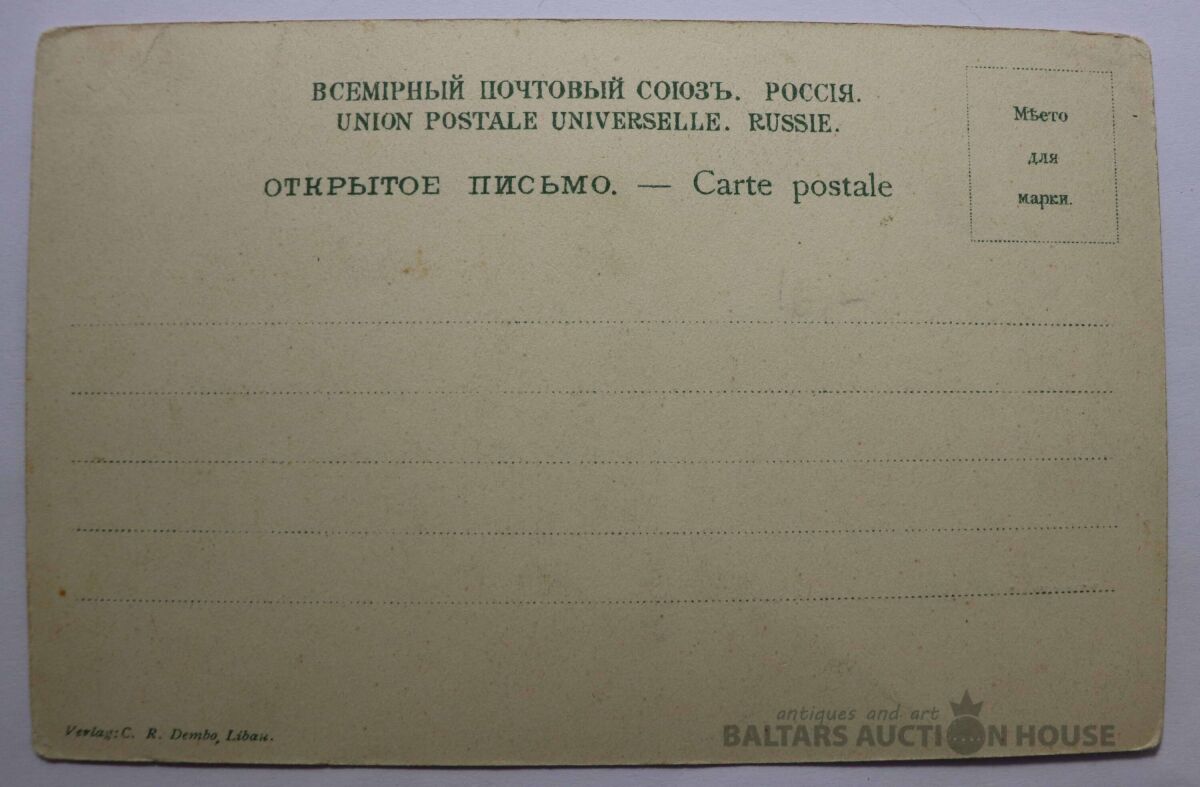 ВСЕМІРНЫЙ ПОЧТОВЫЙ СОЮЗЪ. РОССІЯ.
UNION POSTALE UNIVERSELLE. RUSSIE.
ОТКРЫТОЕ ПИСЬМО. — Carte postale
Мѣсто
для
марки.
Verlag: C. R. Dembo, Libau.
antiques and art
BALTARS AUCTION HOUSE